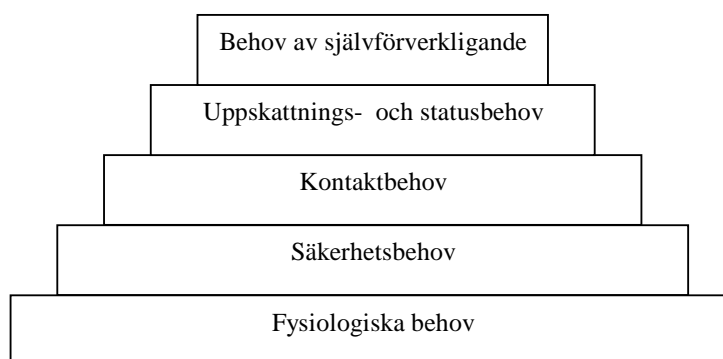 Behov av självförverkligande
Uppskattnings- och statusbehov
Kontaktbehov
Säkerhetsbehov
Fysiologiska behov